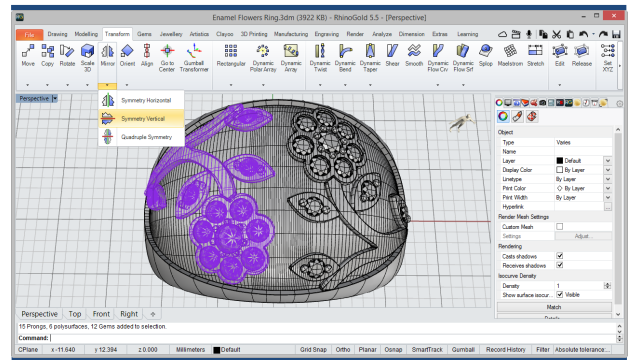 Enamel Flowers Ring.3dm (3922 KB) - RhinoGold 5.5 - [Perspective]
File Drawing Modelling Transform Gems Jewellery Artistics Clayoo 3D Printing Manufacturing Engraving Render Analyze Dimension Extras Learning
Move Copy Rotate Scale 3D Mirror Orient Align Go to Center Gumball Transformer Rectangular Dynamic Polar Array Dynamic Array Dynamic Twist Dynamic Bend Dynamic Taper Shear Smooth Dynamic Flow Crv Dynamic Flow Srf Splop Maelstrom Stretch Edit Release Set XYZ
Perspective
Symmetry Horizontal
Symmetry Vertical
Quadruple Symmetry
Object
Type Varies
Name
Layer Default
Display Color By Layer
Linetype By Layer
Print Color By Layer
Print Width By Layer
Hyperlink ...
Render Mesh Settings
Custom Mesh
Settings Adjust...
Rendering
Casts shadows
Receives shadows
Isocurve Density
Density 1
Show surface isocur... Visible
Match
Perspective Top Front Right
15 Prongs, 6 polysurfaces, 12 Gems added to selection.
Command:
CPlane x -11.640 y 12.394 z 0.000 Millimeters Default Grid Snap Ortho Planar Osnap SmartTrack Gumball Record History Filter Absolute tolerance:...